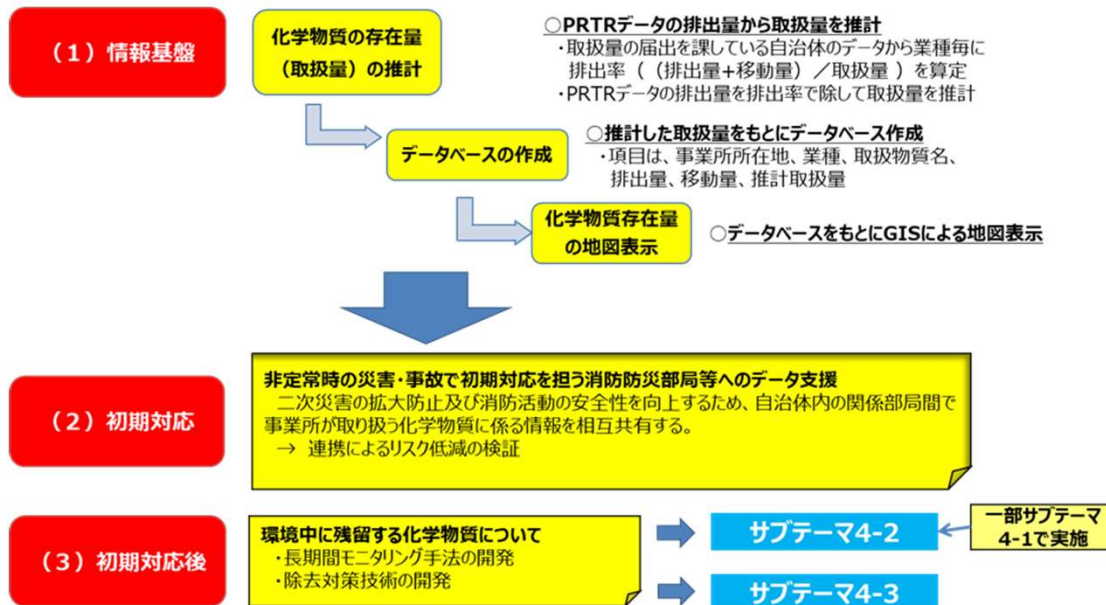 (1)情報基盤
化学物質の存在量
(取扱量)の推計
○PRTRデータの排出量から取扱量を推計
・取扱量の届出を課している自治体のデータから業種毎に
排出率((排出量+移動量)/取扱量)を算定
・PRTRデータの排出量を排出率で除して取扱量を推計
データベースの作成
○推計した取扱量をもとにデータベース作成
・項目は、事業所所在地、業種、取扱物質名、
排出量、移動量、推計取扱量
化学物質存在量
の地図表示
○データベースをもとにGISによる地図表示
(2)初期対応
非定常時の災害・事故で初期対応を担う消防防災部局等へのデータ支援
二次災害の拡大防止及び消防活動の安全性を向上するため、自治体内の関係部局間で
事業所が取り扱う化学物質に係る情報を相互共有する。
→ 連携によるリスク低減の検証
(3)初期対応後
環境中に残留する化学物質について
・長期間モニタリング手法の開発
・除去対策技術の開発
サブテーマ4-2
一部サブテーマ
4-1で実施
サブテーマ4-3